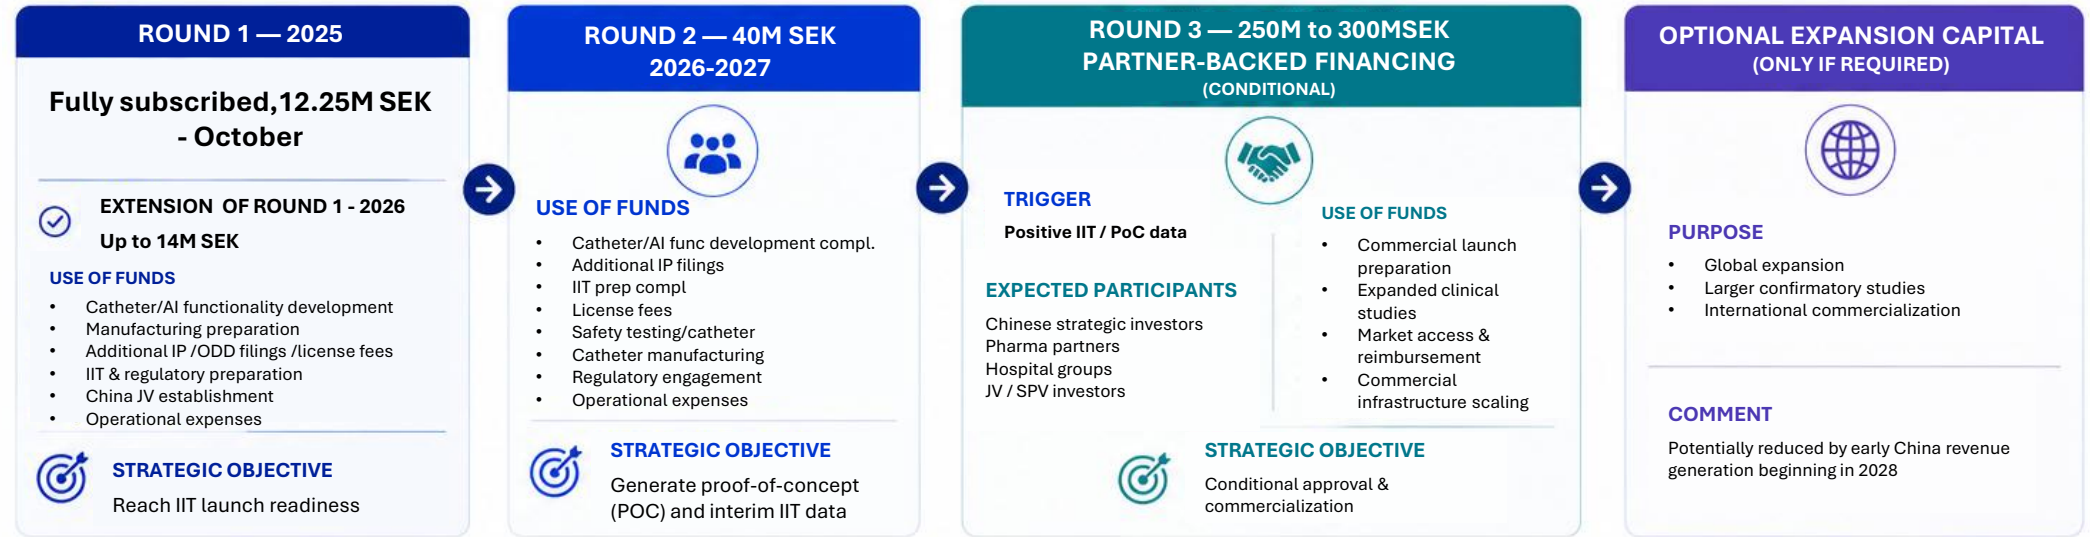 ROUND 1 — 2025
Fully subscribed,12.25M SEK
- October
EXTENSION OF ROUND 1 - 2026
Up to 14M SEK
USE OF FUNDS
• Catheter/AI functionality development
• Manufacturing preparation
• Additional IP /ODD filings /license fees
• IIT & regulatory preparation
• China JV establishment
• Operational expenses
STRATEGIC OBJECTIVE
Reach IIT launch readiness
ROUND 2 — 40M SEK
2026-2027
USE OF FUNDS
• Catheter/AI func development compl.
• Additional IP filings
• IIT prep compl
• License fees
• Safety testing/catheter
• Catheter manufacturing
• Regulatory engagement
• Operational expenses
STRATEGIC OBJECTIVE
Generate proof-of-concept
(POC) and interim IIT data
ROUND 3 — 250M to 300MSEK
PARTNER-BACKED FINANCING
(CONDITIONAL)
TRIGGER
Positive IIT / PoC data
EXPECTED PARTICIPANTS
Chinese strategic investors
Pharma partners
Hospital groups
JV / SPV investors
USE OF FUNDS
• Commercial launch
preparation
• Expanded clinical
studies
• Market access &
reimbursement
• Commercial
infrastructure scaling
STRATEGIC OBJECTIVE
Conditional approval &
commercialization
OPTIONAL EXPANSION CAPITAL
(ONLY IF REQUIRED)
PURPOSE
• Global expansion
• Larger confirmatory studies
• International commercialization
COMMENT
Potentially reduced by early China revenue
generation beginning in 2028